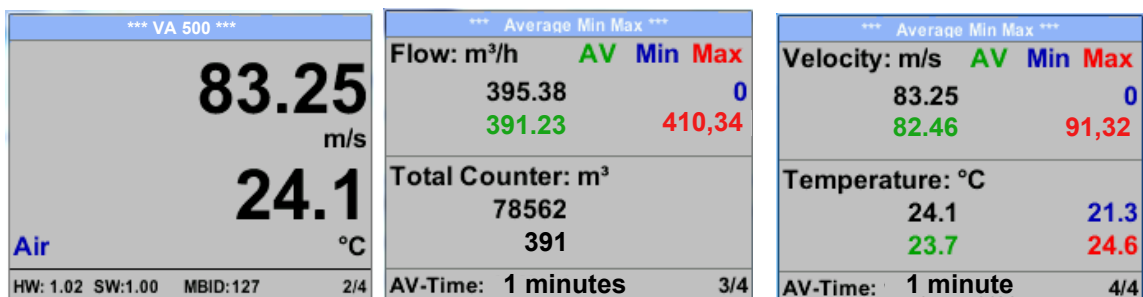 *** VA 500 ***
83.25
m/s
24.1
Air °C
HW: 1.02 SW:1.00 MBID:127 2/4
*** Average Min Max ***
Flow: m³/h AV Min Max
395.38 0
391.23 410,34
Total Counter: m³
78562
391
AV-Time: 1 minutes 3/4
*** Average Min Max ***
Velocity: m/s AV Min Max
83.25 0
82.46 91,32
Temperature: °C
24.1 21.3
23.7 24.6
AV-Time: 1 minute 4/4